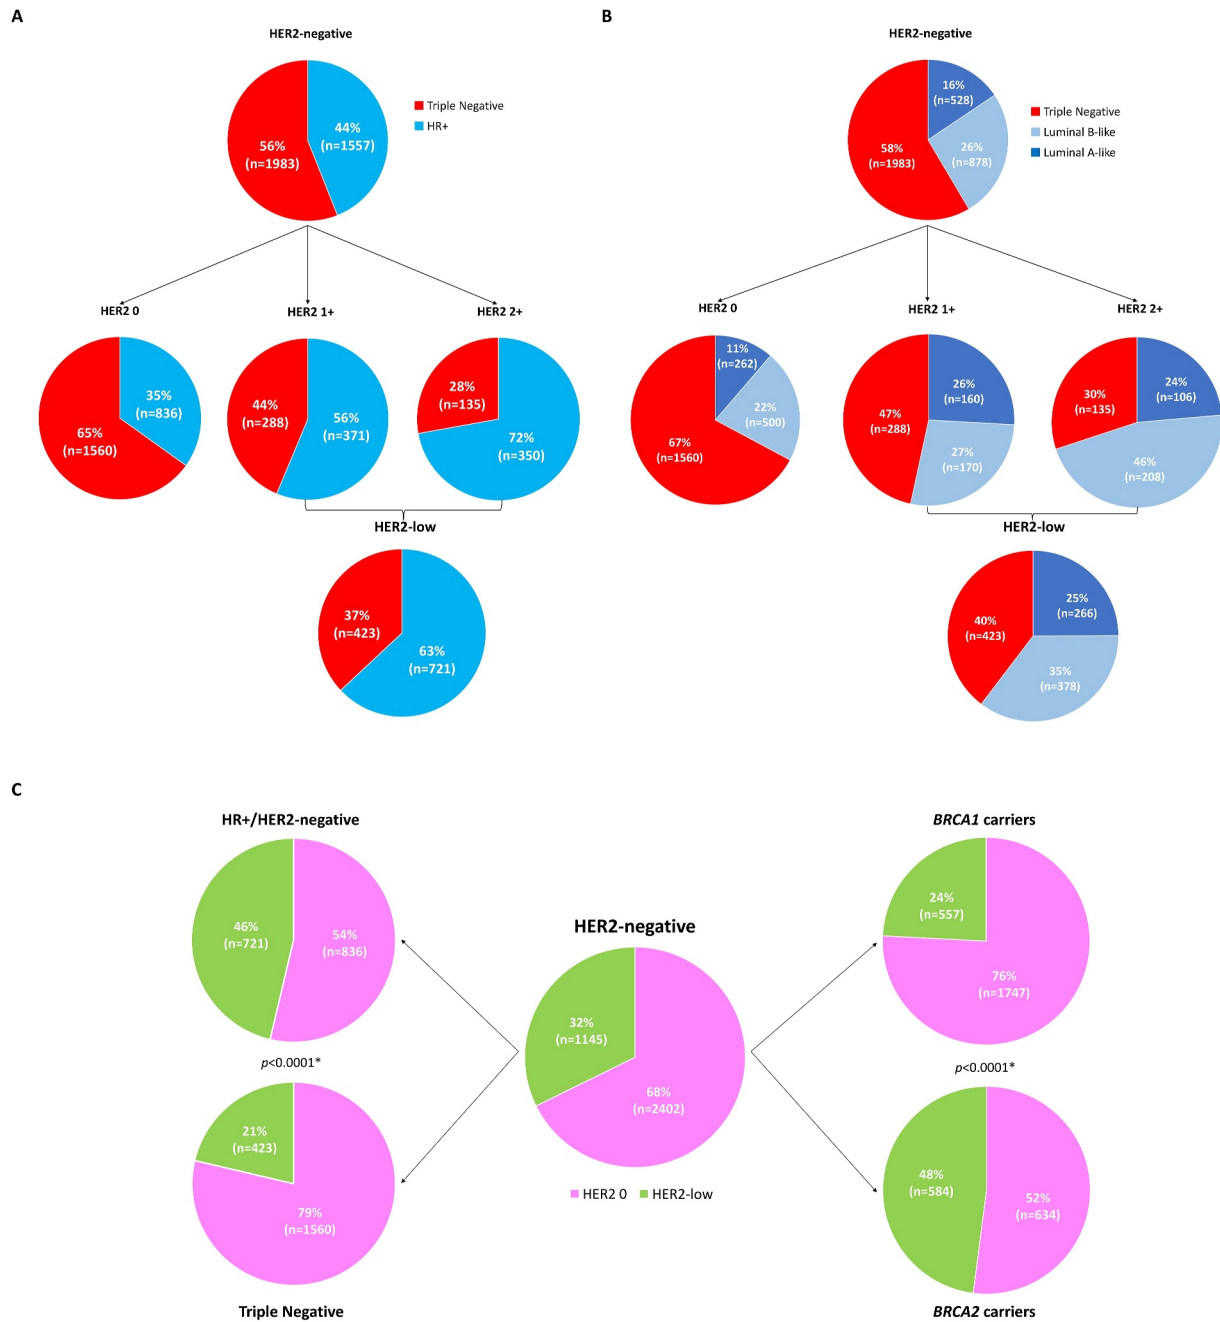 A
HER2-negative
44%
(n=1557)
56%
(n=1983)
Triple Negative
HR+
HER2 0
35%
(n=836)
65%
(n=1560)
HER2 1+
44%
(n=288)
56%
(n=371)
HER2 2+
28%
(n=135)
72%
(n=350)
HER2-low
37%
(n=423)
63%
(n=721)
B
HER2-negative
16%
(n=528)
58%
(n=1983)
26%
(n=878)
Triple Negative
Luminal B-like
Luminal A-like
HER2 0
11%
(n=262)
22%
(n=500)
67%
(n=1560)
HER2 1+
26%
(n=160)
47%
(n=288)
27%
(n=170)
HER2 2+
24%
(n=106)
30%
(n=135)
46%
(n=208)
HER2-low
25%
(n=266)
40%
(n=423)
35%
(n=378)
C
HR+/HER2-negative
46%
(n=721)
54%
(n=836)
p<0.0001*
21%
(n=423)
79%
(n=1560)
Triple Negative
HER2-negative
32%
(n=1145)
68%
(n=2402)
HER2 0
HER2-low
BRCA1 carriers
24%
(n=557)
76%
(n=1747)
p<0.0001*
48%
(n=584)
52%
(n=634)
BRCA2 carriers